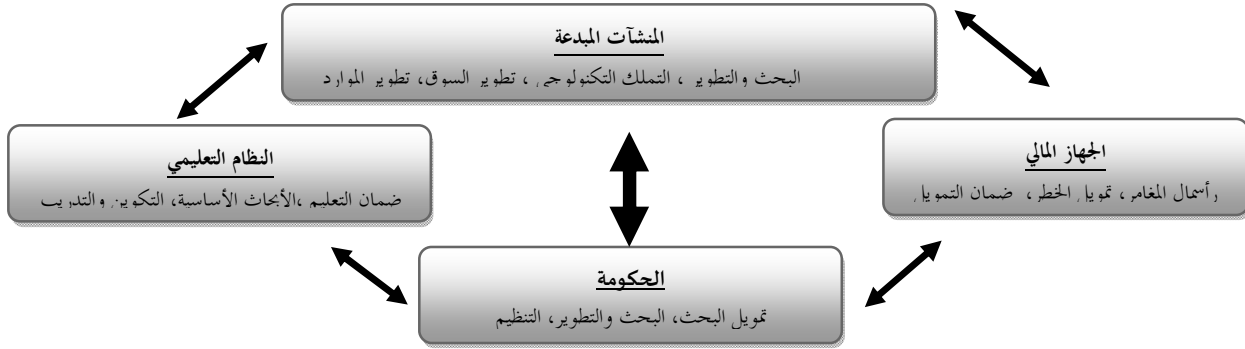 المنشآت المبدعة
البحث والتطوير ، التملك التكنولوجي ، تطوير السوق، تطوير الموارد
الجهاز المالي
رأسمال المغامر ، تمويل الخطر ، ضمان التمويل
النظام التعليمي
ضمان التعليم ،الأبحاث الأساسية، التكوين والتدريب
الحكومة
تمويل البحث، البحث والتطوير، التنظيم